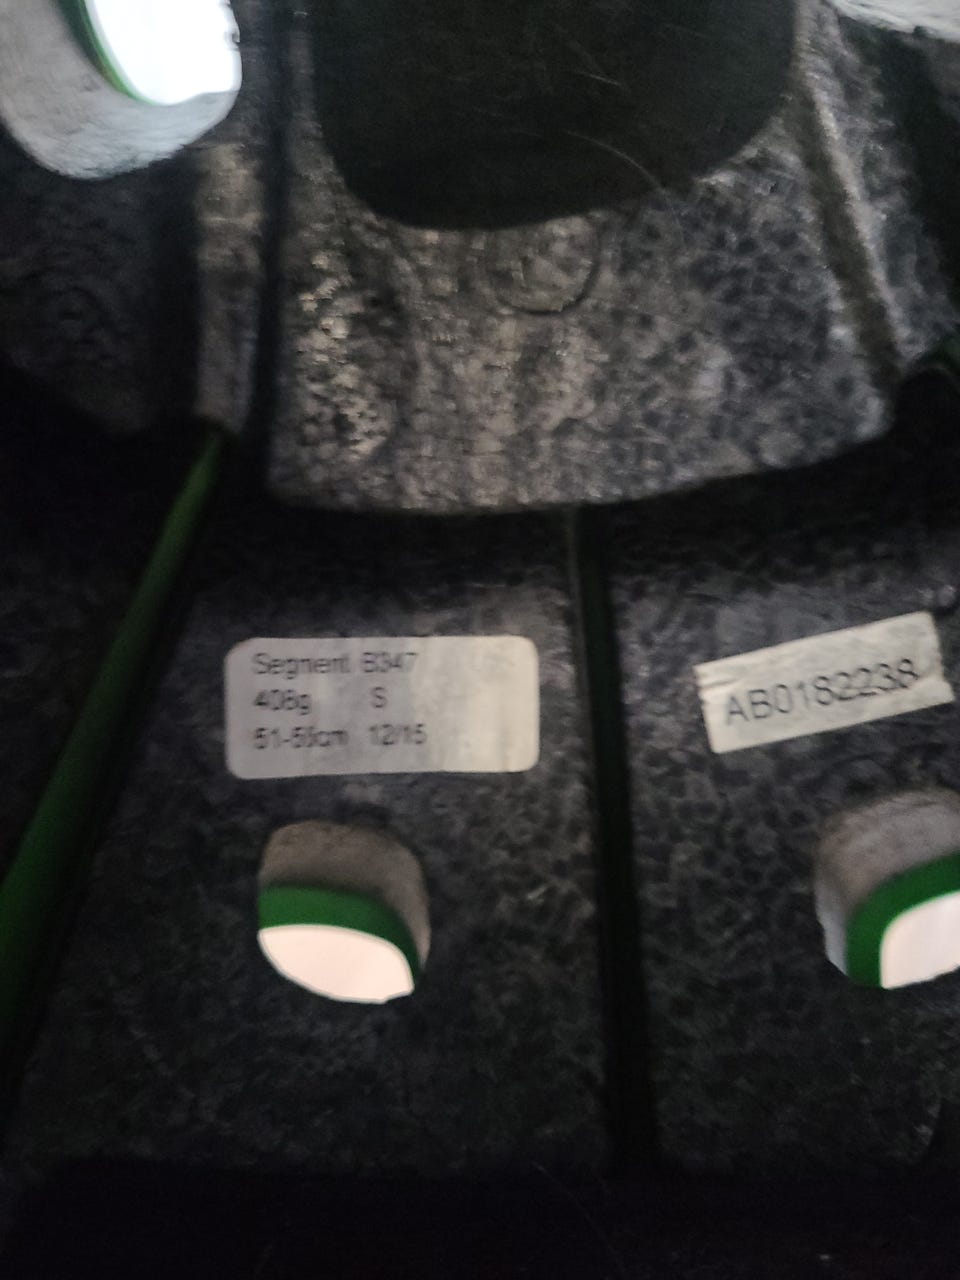 Segment B347
408g S
51-55cm 12/15
AB0182238